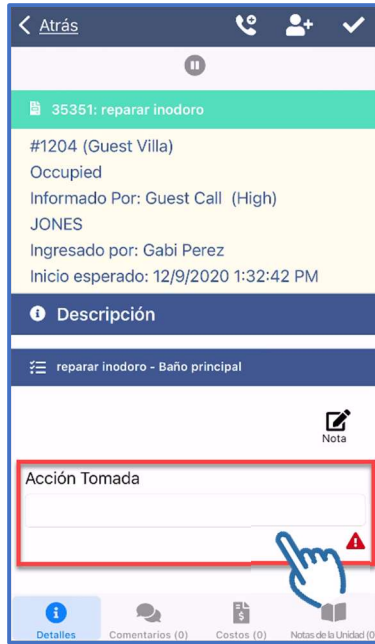 Atrás
35351: reparar inodoro
#1204 (Guest Villa)
Occupied
Informado Por: Guest Call (High)
JONES
Ingresado por: Gabi Perez
Inicio esperado: 12/9/2020 1:32:42 PM
Descripción
reparar inodoro - Baño principal
Nota
Acción Tomada
Detalles Comentarios (0) Costos (0) Notas de la Unidad (0